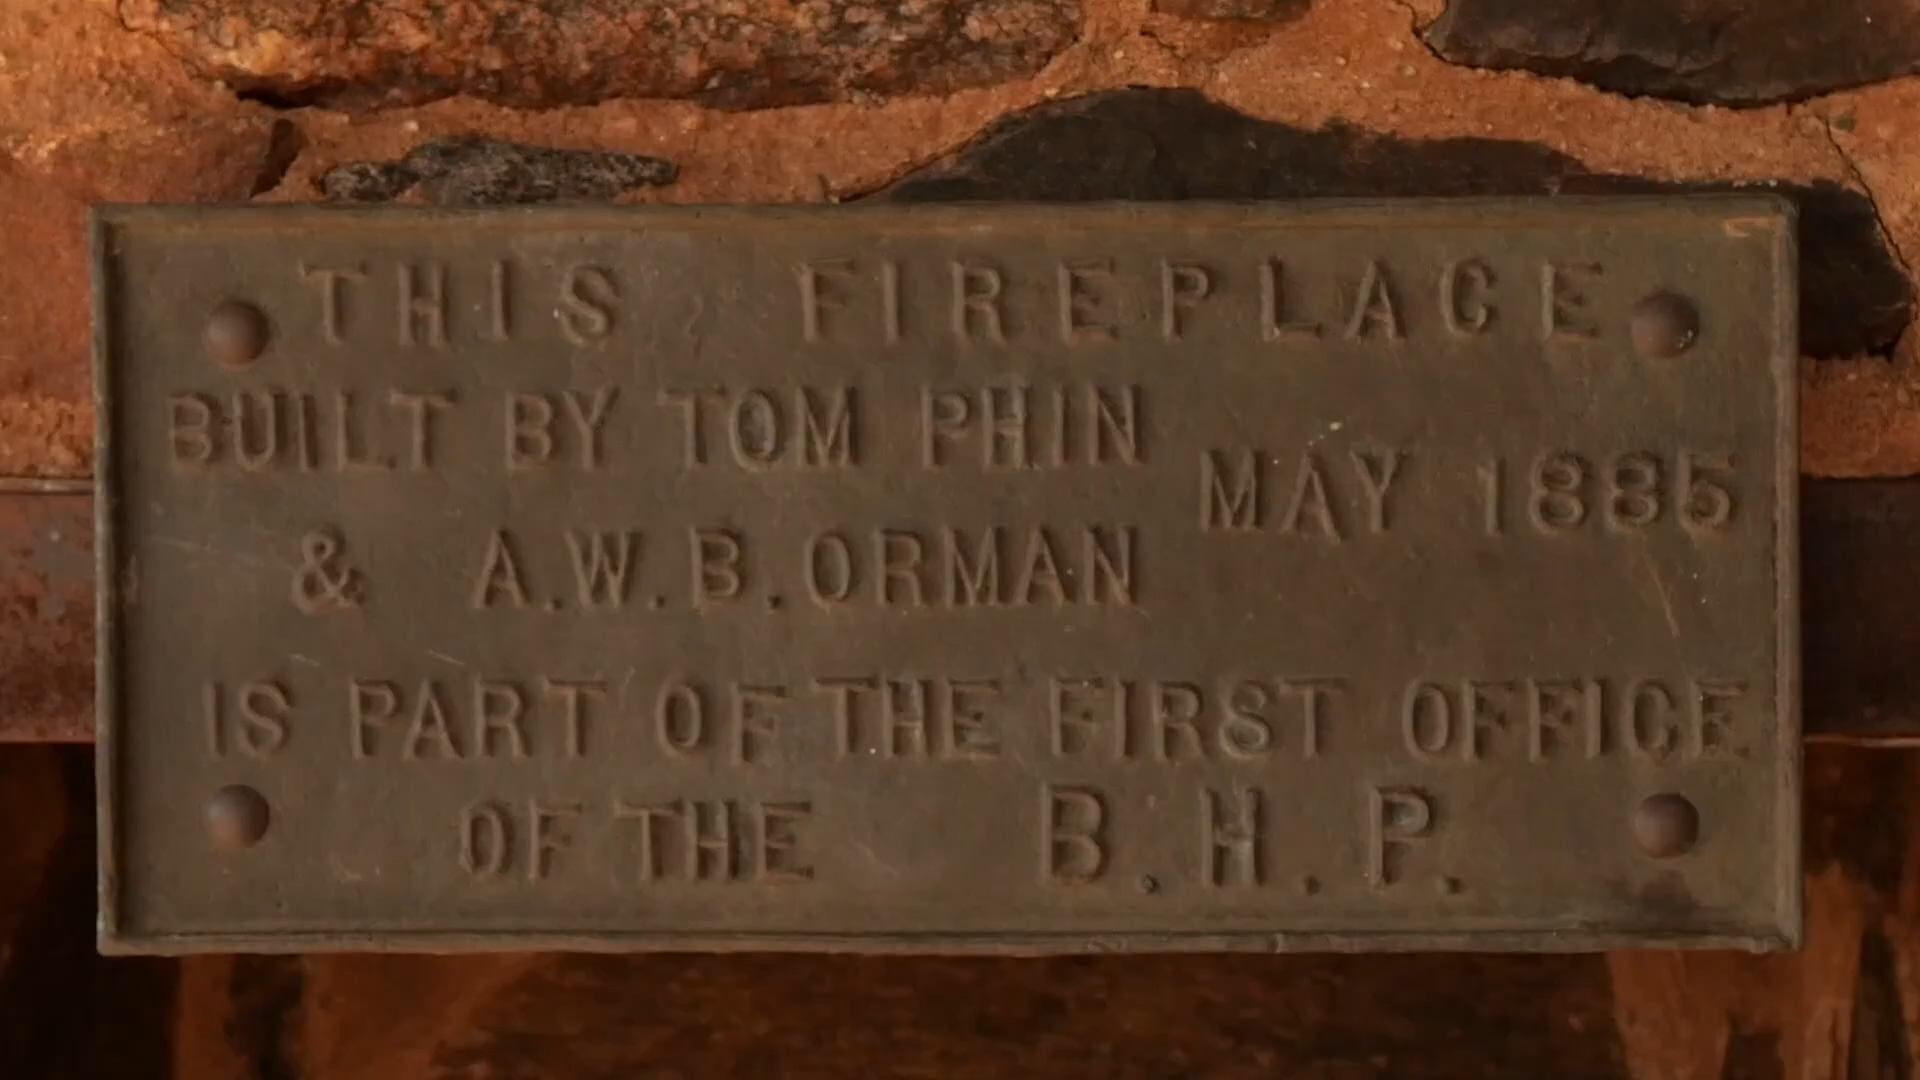 THIS FIREPLACE
BUILT BY TOM PHIN
& A.W.B.ORMAN
MAY 1885
IS PART OF THE FIRST OFFICE
OF THE B.H.P.